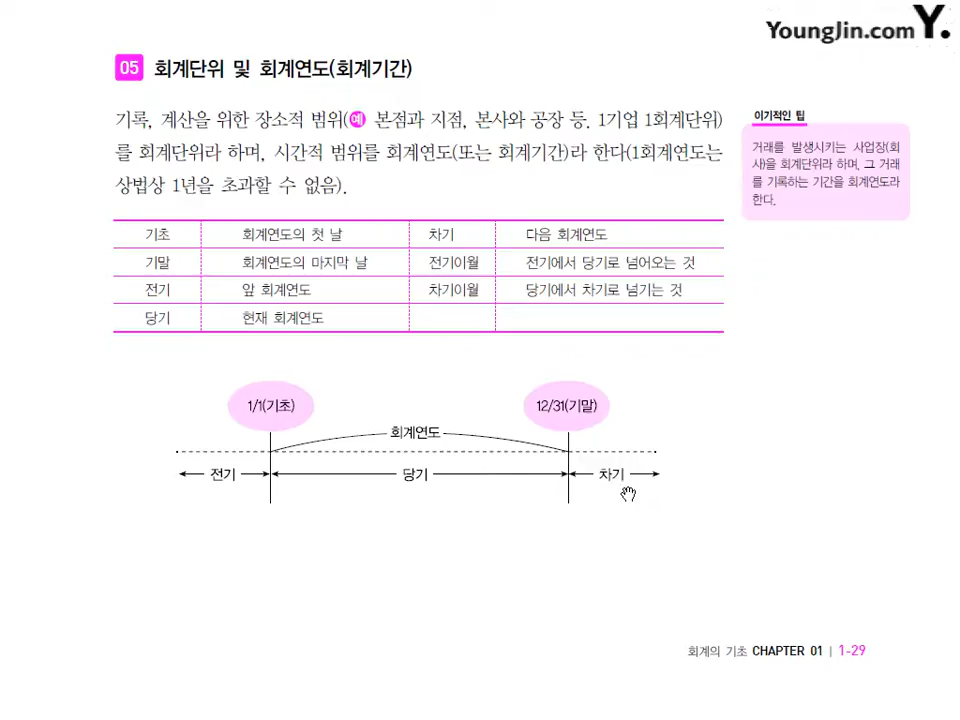 YoungJin.com Y.
05 회계단위 및 회계연도(회계기간)
기록, 계산을 위한 장소적 범위(예 본점과 지점, 본사와 공장 등. 1기업 1회계단위)
를 회계단위라 하며, 시간적 범위를 회계연도(또는 회계기간)라 한다(1회계연도는
상법상 1년을 초과할 수 없음).
이기적인 팁
거래를 발생시키는 사업장(회
사)을 회계단위라 하며, 그 거래
를 기록하는 기간을 회계연도라
한다.
기초 회계연도의 첫 날 차기 다음 회계연도
기말 회계연도의 마지막 날 전기이월 전기에서 당기로 넘어오는 것
전기 앞 회계연도 차기이월 당기에서 차기로 넘기는 것
당기 현재 회계연도
1/1(기초) 12/31(기말)
회계연도
전기 당기 차기
회계의 기초 CHAPTER 01 | 1-29